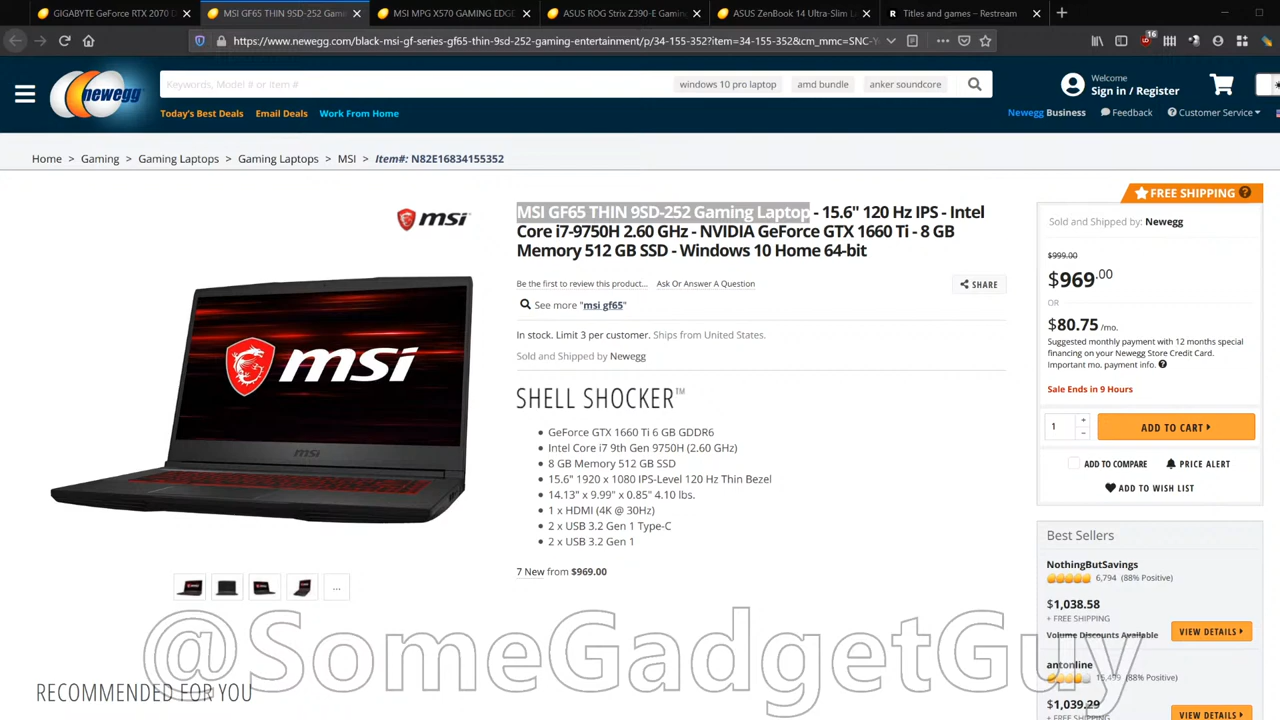 GIGABYTE GeForce RTX 2070 D
MSI GF65 THIN 9SD-252 Gami
MSI MPG X570 GAMING EDGE
ASUS ROG Strix Z390-E Gaming
ASUS ZenBook 14 Ultra-Slim L
Titles and games – Restream
https://www.newegg.com/black-msi-gf-series-gf65-thin-9sd-252-gaming-entertainment/p/34-155-352?item=34-155-352&cm_mmc=SNC-Y
16
newegg
Keywords, Model # or Item #
windows 10 pro laptop
amd bundle
anker soundcore
Welcome
Sign in / Register
Today's Best Deals
Email Deals
Work From Home
Newegg Business
Feedback
Customer Service
Home > Gaming > Gaming Laptops > Gaming Laptops > MSI > Item#: N82E16834155352
msi
MSI GF65 THIN 9SD-252 Gaming Laptop - 15.6" 120 Hz IPS - Intel
Core i7-9750H 2.60 GHz - NVIDIA GeForce GTX 1660 Ti - 8 GB
Memory 512 GB SSD - Windows 10 Home 64-bit
Be the first to review this product...
Ask Or Answer A Question
SHARE
See more "msi gf65"
In stock. Limit 3 per customer. Ships from United States.
Sold and Shipped by Newegg
SHELL SHOCKER™
GeForce GTX 1660 Ti 6 GB GDDR6
Intel Core i7 9th Gen 9750H (2.60 GHz)
8 GB Memory 512 GB SSD
15.6" 1920 x 1080 IPS-Level 120 Hz Thin Bezel
14.13" x 9.99" x 0.85" 4.10 lbs.
1 x HDMI (4K @ 30Hz)
2 x USB 3.2 Gen 1 Type-C
2 x USB 3.2 Gen 1
7 New from $969.00
msi
msi
...
FREE SHIPPING
Sold and Shipped by: Newegg
$999.00
$969.00
OR
$80.75 /mo.
Suggested monthly payment with 12 months special
financing on your Newegg Store Credit Card.
Important mo. payment info.
Sale Ends in 9 Hours
1
+
−
ADD TO CART
ADD TO COMPARE
PRICE ALERT
ADD TO WISH LIST
Best Sellers
NothingButSavings
6,794 (88% Positive)
$1,038.58
+ FREE SHIPPING
Volume Discounts Available
VIEW DETAILS
antonline
15,499 (88% Positive)
$1,039.29
+ FREE SHIPPING
VIEW DETAILS
@SomeGadgetGuy
RECOMMENDED FOR YOU